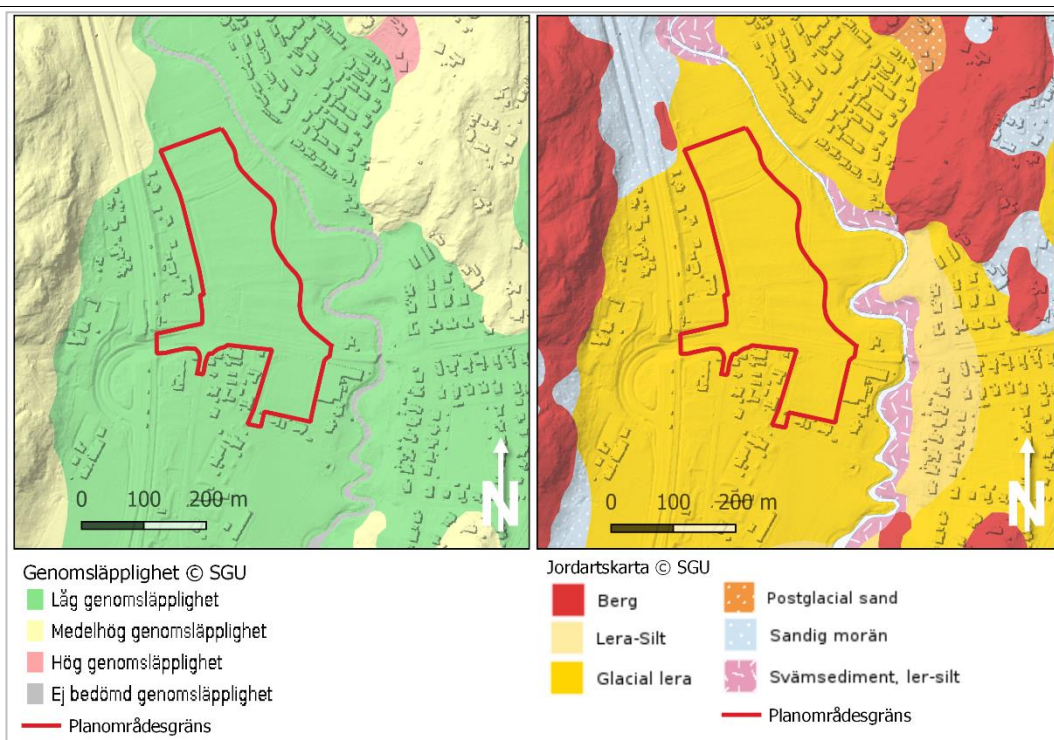 0 100 200 m
N
0 100 200 m
N
Genomsläpplighet © SGU
Låg genomsläpplighet
Medelhög genomsläpplighet
Hög genomsläpplighet
Ej bedömd genomsläpplighet
Planområdesgräns
Jordartskarta © SGU
Berg
Lera-Silt
Glacial lera
Postglacial sand
Sandig morän
Svämsediment, ler-silt
Planområdesgräns